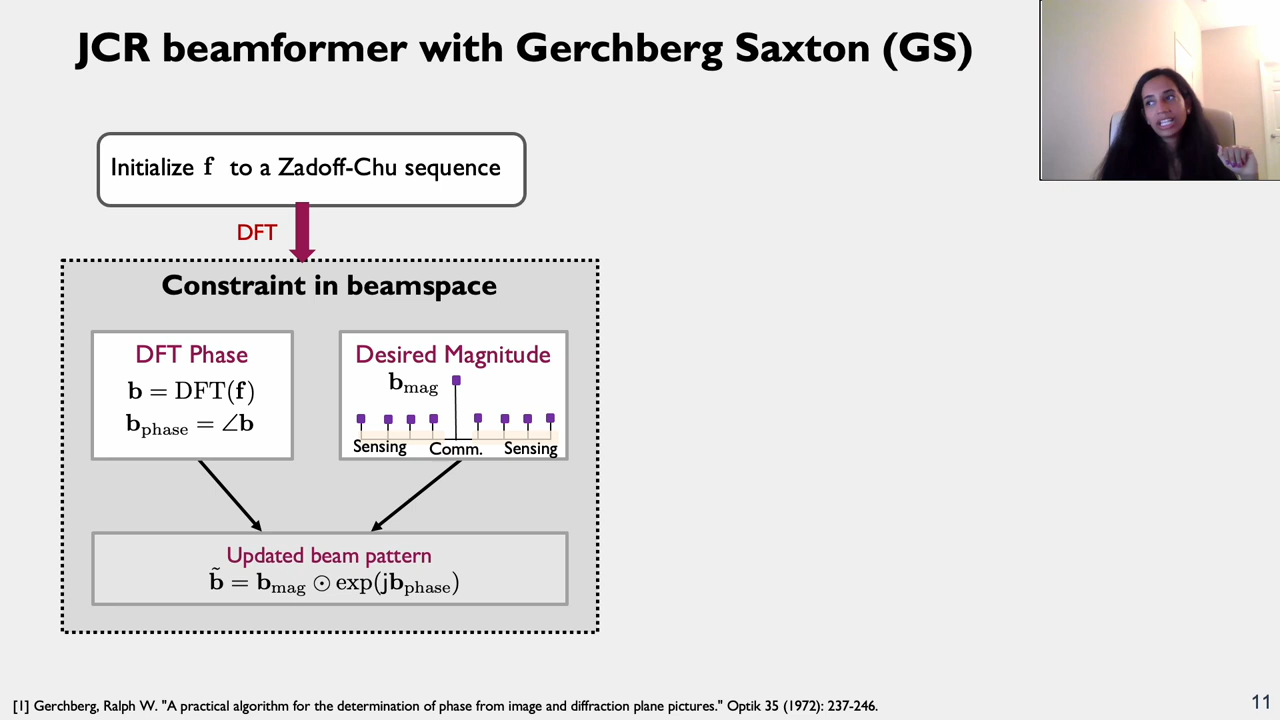 JCR beamformer with Gerchberg Saxton (GS)
Initialize f to a Zadoff-Chu sequence
DFT
Constraint in beamspace
DFT Phase
b = DFT(f)
b_phase = ∠b
Desired Magnitude
b_mag
Sensing Comm. Sensing
Updated beam pattern
b̃ = b_mag ⊙ exp(jb_phase)
[1] Gerchberg, Ralph W. "A practical algorithm for the determination of phase from image and diffraction plane pictures." Optik 35 (1972): 237-246.
11